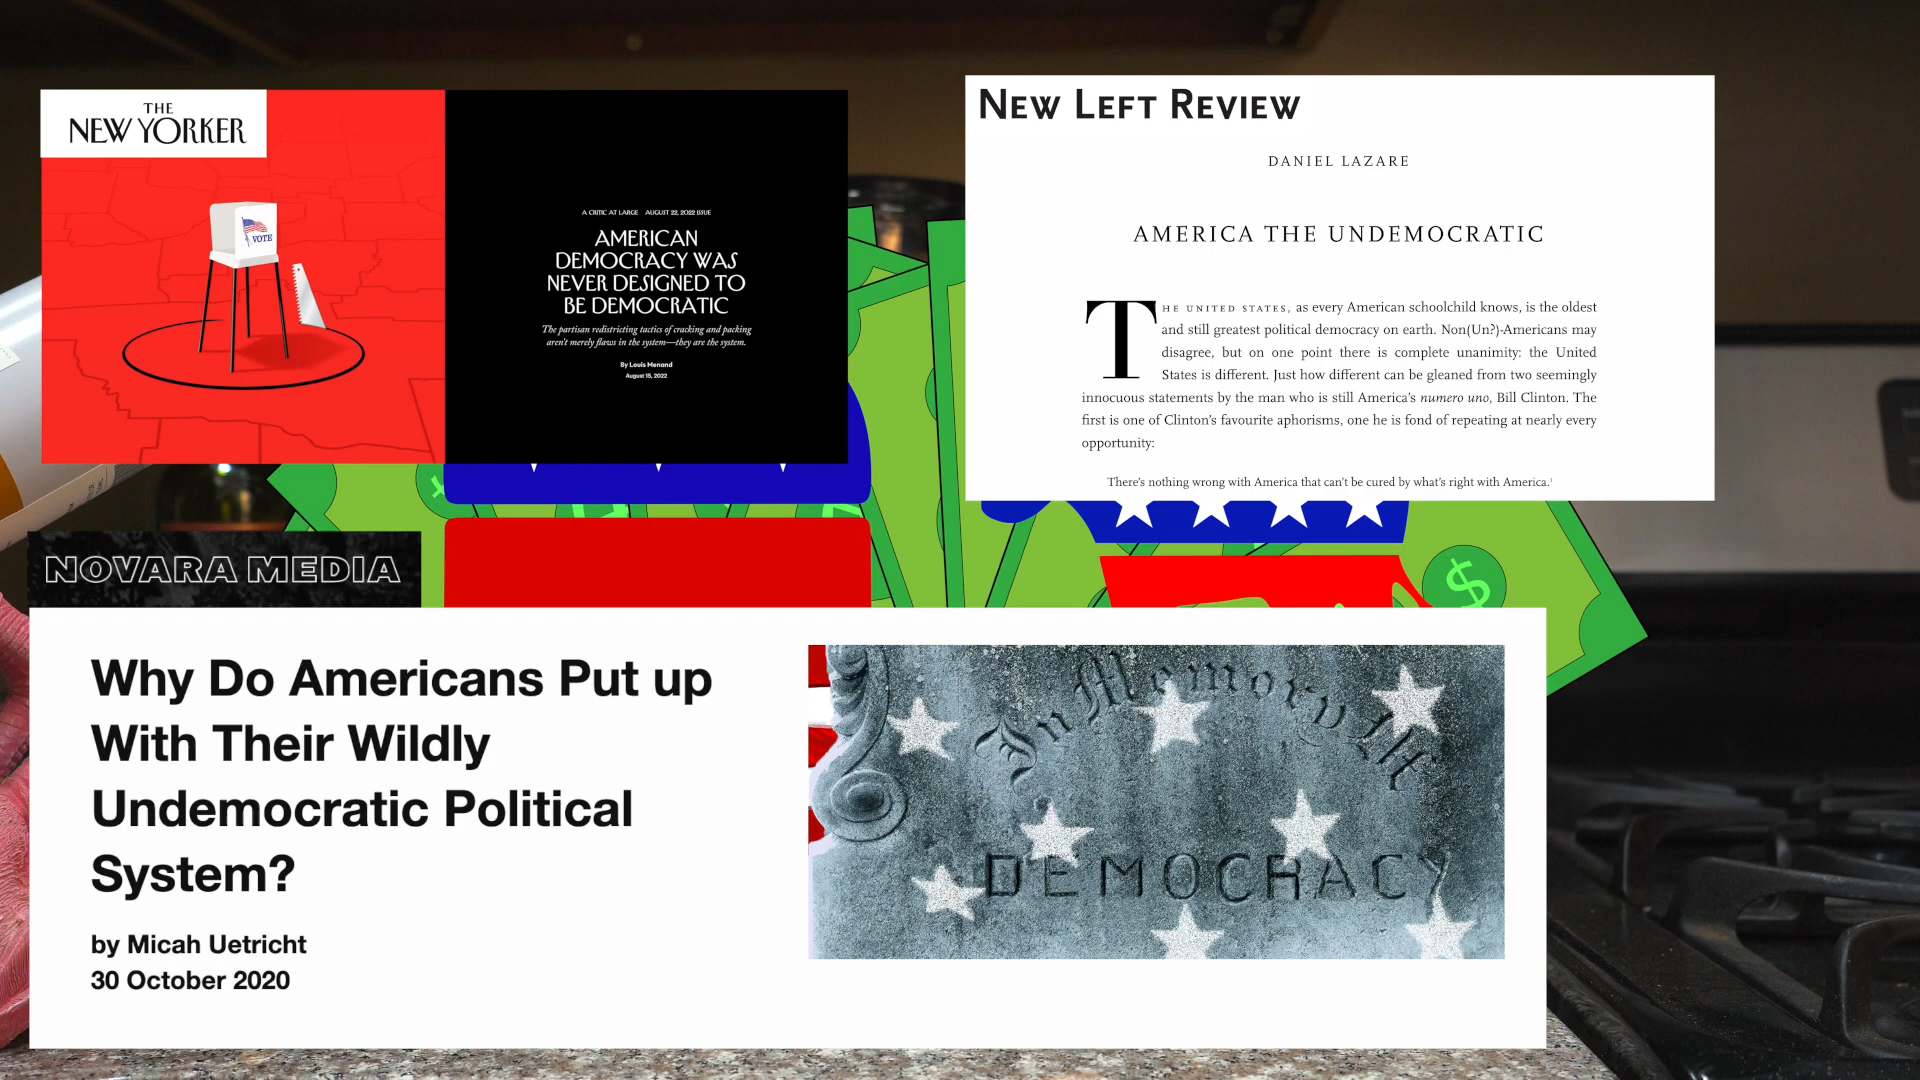 THE
NEW YORKER
VOTE
A CRITIC AT LARGE AUGUST 22, 2022 ISSUE
AMERICAN
DEMOCRACY WAS
NEVER DESIGNED TO
BE DEMOCRATIC
The partisan redistricting tactics of cracking and packing
aren't merely flaws in the system—they are the system.
By Louis Menand
August 15, 2022
NEW LEFT REVIEW
DANIEL LAZARE
AMERICA THE UNDEMOCRATIC
THE UNITED STATES, as every American schoolchild knows, is the oldest
and still greatest political democracy on earth. Non(Un?)-Americans may
disagree, but on one point there is complete unanimity: the United
States is different. Just how different can be gleaned from two seemingly
innocuous statements by the man who is still America's numero uno, Bill Clinton. The
first is one of Clinton's favourite aphorisms, one he is fond of repeating at nearly every
opportunity:
There's nothing wrong with America that can't be cured by what's right with America.¹
$
NOVARA MEDIA
Why Do Americans Put up
With Their Wildly
Undemocratic Political
System?
by Micah Uetricht
30 October 2020
In Memory Of
DEMOCRACY